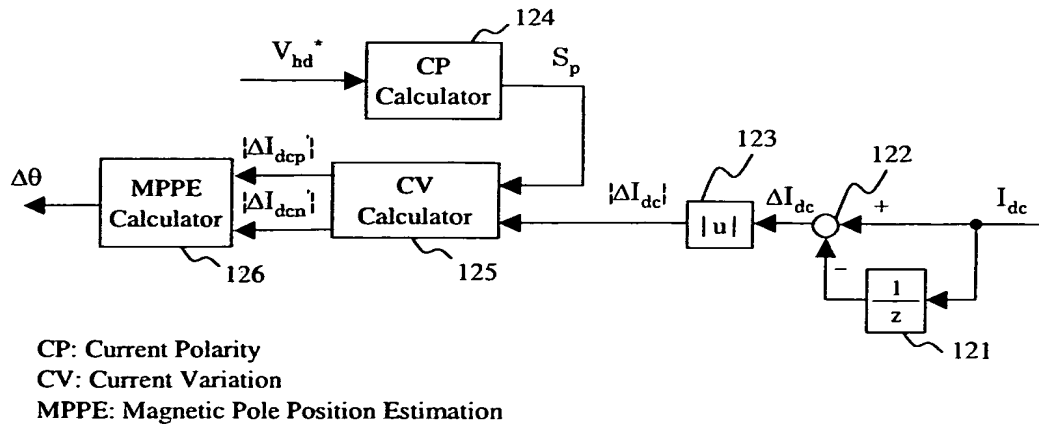 124
V_hd*
CP
Calculator
S_p
|ΔI_dcp'|
123
122
Δθ
MPPE
Calculator
CV
Calculator
|ΔI_dc|
ΔI_dc
+
I_dc
|ΔI_dcn'|
|u|
−
1
z
126
125
121
CP: Current Polarity
CV: Current Variation
MPPE: Magnetic Pole Position Estimation